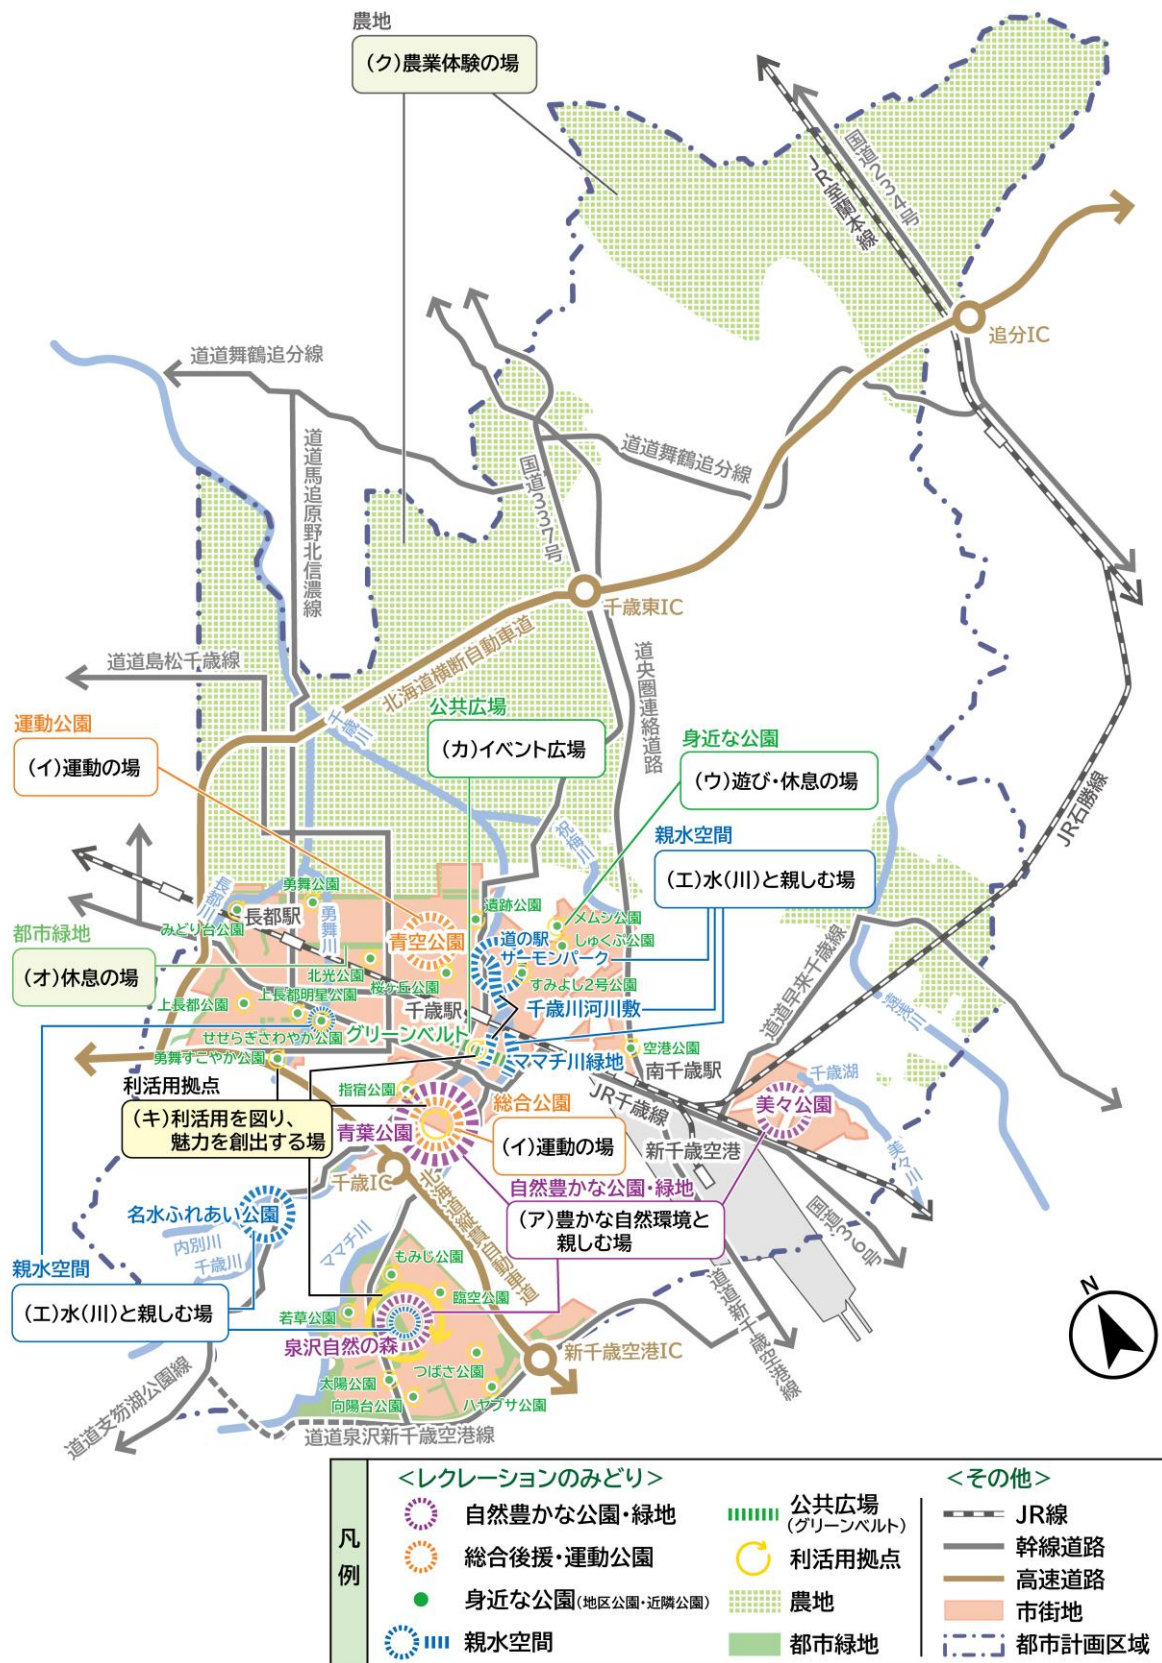 農地
(ク)農業体験の場
国道234号
JR室蘭本線
追分IC
道道舞鶴追分線
道道馬追原野北信濃線
国道337号
道道舞鶴追分線
千歳東IC
北海道横断自動車道
道央圏連絡道路
道道島松千歳線
千歳川
運動公園
(イ)運動の場
公共広場
(カ)イベント広場
身近な公園
(ウ)遊び・休息の場
JR石勝線
親水空間
(エ)水(川)と親しむ場
祝梅川
長都川
勇舞公園
長都駅
みどり台公園
勇舞川
遺跡公園
メムシ公園
しゅくぶ公園
青空公園
道の駅
サーモンパーク
都市緑地
(オ)休息の場
北光公園
桜ヶ丘公園
すみよし2号公園
上長都公園
上長都明星公園
千歳駅
千歳川河川敷
せせらぎさわやか公園
グリーンベルト
ママチ川緑地
勇舞すこやか公園
空港公園
南千歳駅
道道早来千歳線
遠浅川
千歳湖
美々公園
美々川
JR千歳線
利活用拠点
(キ)利活用を図り、
魅力を創出する場
指宿公園
青葉公園
総合公園
(イ)運動の場
新千歳空港
国道36号
千歳IC
自然豊かな公園・緑地
(ア)豊かな自然環境と
親しむ場
北海道縦貫自動車道
名水ふれあい公園
内別川
千歳川
ママチ川
親水空間
(エ)水(川)と親しむ場
もみじ公園
臨空公園
若草公園
泉沢自然の森
つばさ公園
太陽公園
向陽台公園
ハヤブサ公園
新千歳空港IC
道道新千歳空港線
道道支笏湖公園線
道道泉沢新千歳空港線
N
凡例
<レクレーションのみどり>
自然豊かな公園・緑地
総合後援・運動公園
身近な公園(地区公園・近隣公園)
親水空間
公共広場
(グリーンベルト)
利活用拠点
農地
都市緑地
<その他>
JR線
幹線道路
高速道路
市街地
都市計画区域